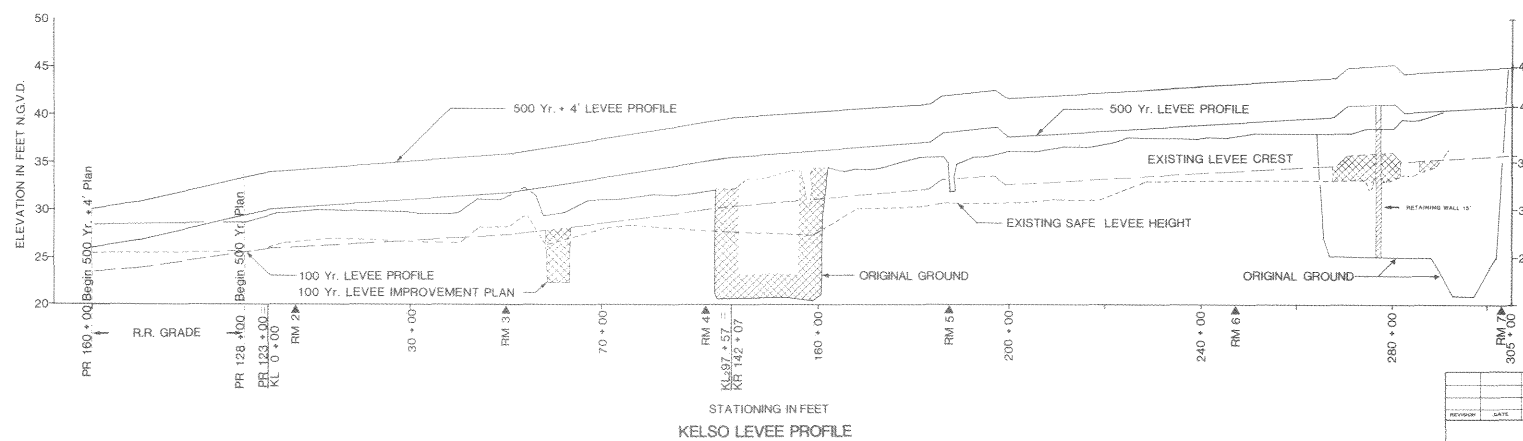 50
45
40
35
30
25
20
ELEVATION IN FEET N.G.V.D.
500 Yr. + 4' LEVEE PROFILE
500 Yr. LEVEE PROFILE
EXISTING LEVEE CREST
EXISTING SAFE LEVEE HEIGHT
RETAINING WALL 15'
100 Yr. LEVEE PROFILE
100 Yr. LEVEE IMPROVEMENT PLAN
ORIGINAL GROUND
ORIGINAL GROUND
PR 160 + 00 Begin 500 Yr. + 4' Plan
R.R. GRADE
PR 128 + 00 Begin 500 Yr. Plan
PR 123 + 00 =
KL 0 + 00
RM 2
30 + 00
RM 3
70 + 00
RM 4
KL 97 + 57 =
KR 142 + 07
160 + 00
RM 5
200 + 00
240 + 00
RM 6
280 + 00
RM 7
305 + 00
STATIONING IN FEET
KELSO LEVEE PROFILE
REVISION DATE